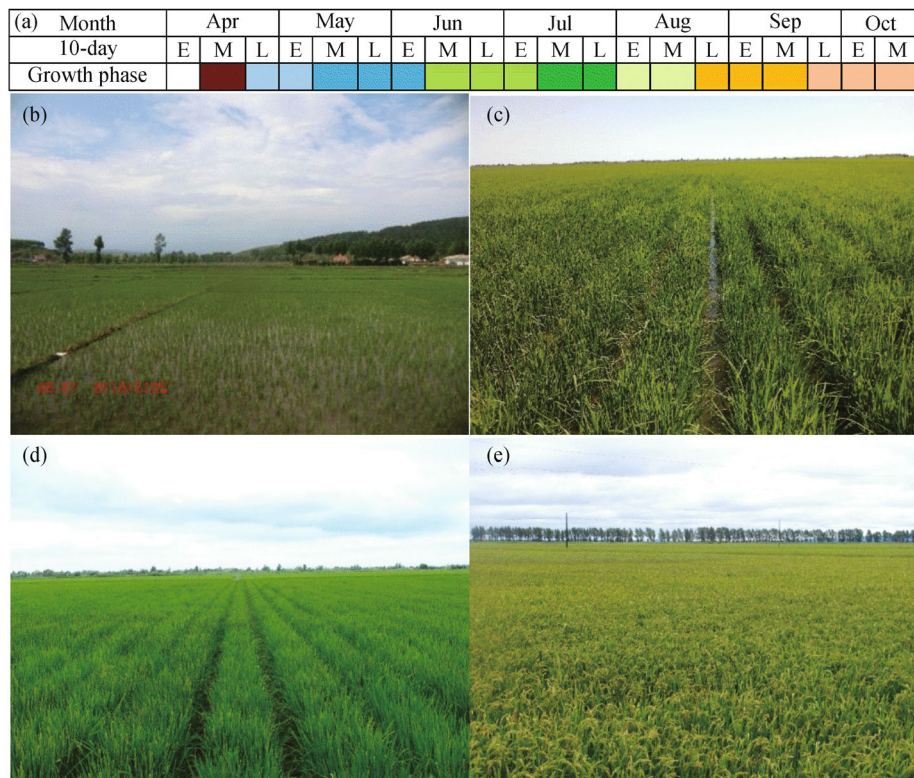 (a) Month Apr May Jun Jul Aug Sep Oct
10-day E M L E M L E M L E M L E M L E M L E M
Growth phase
(b) (c)
(d) (e)